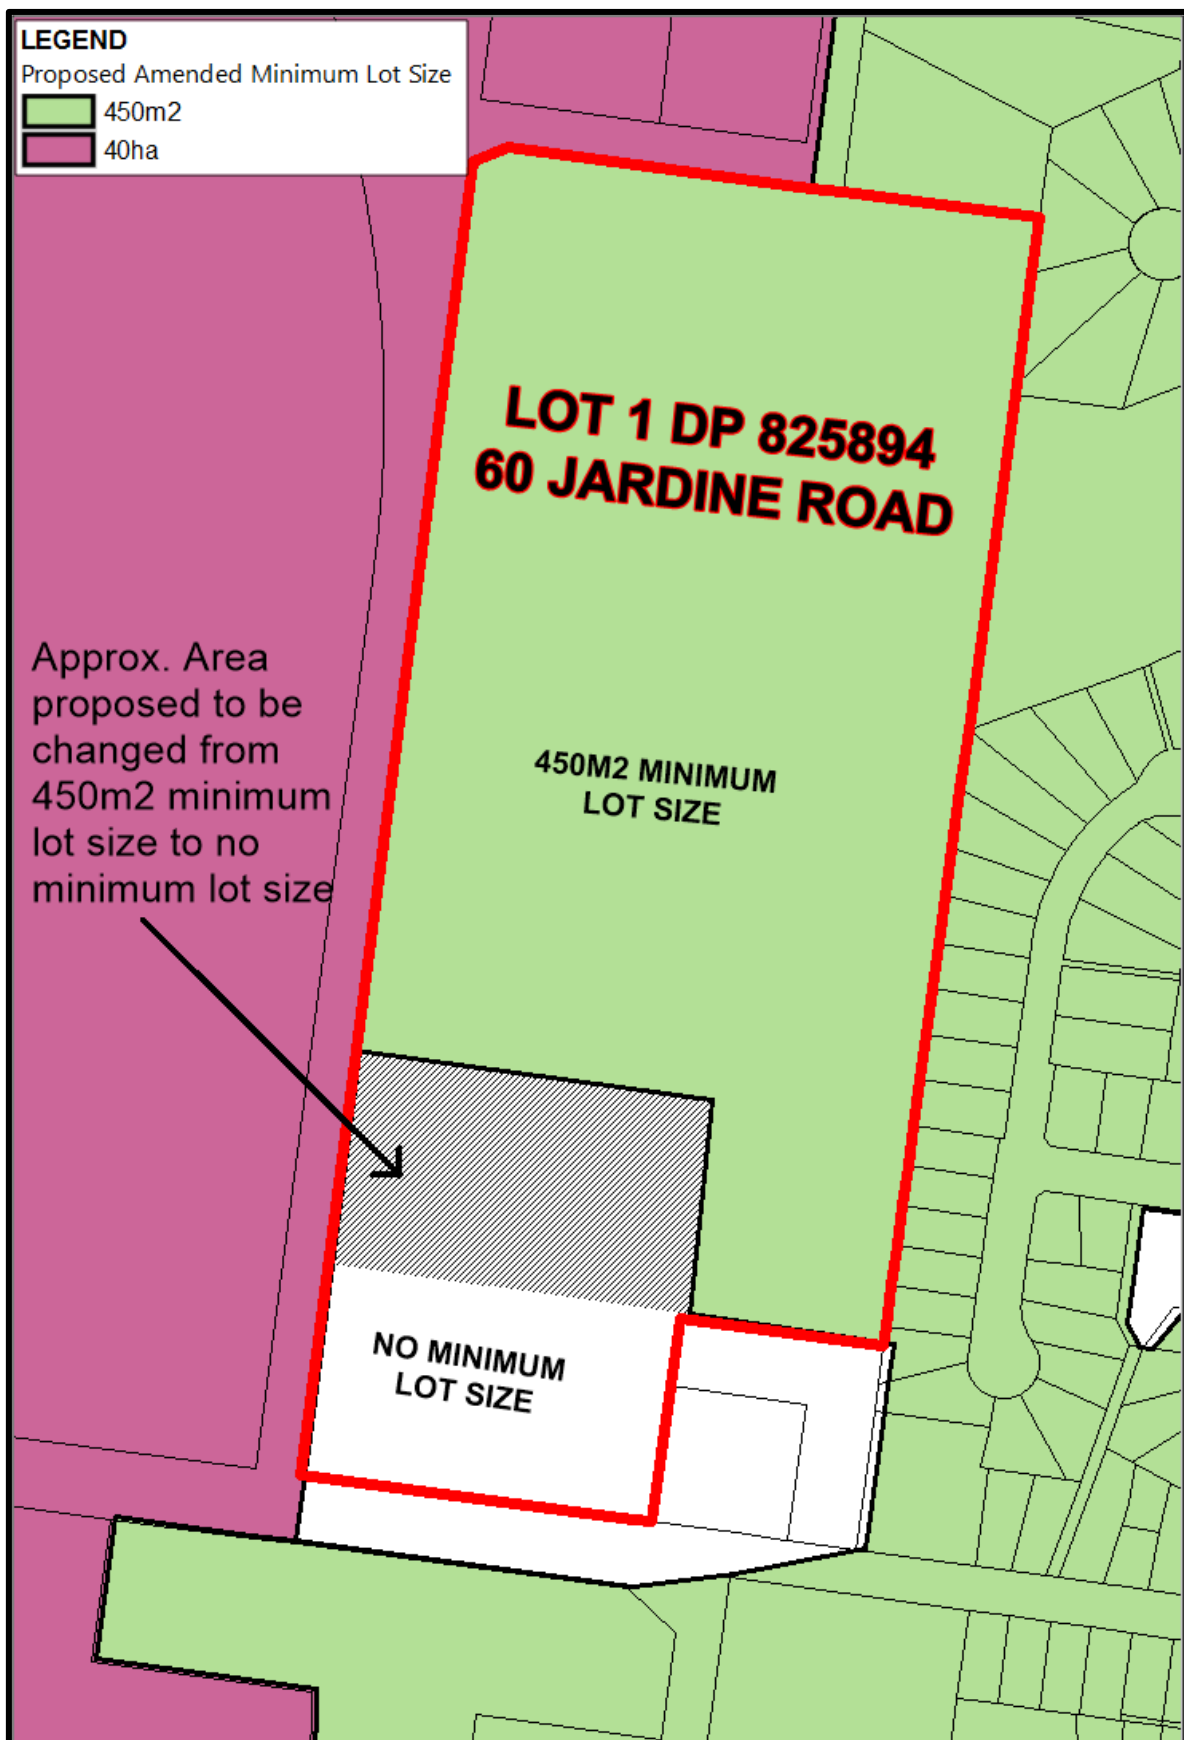 LEGEND
Proposed Amended Minimum Lot Size
450m2
40ha
LOT 1 DP 825894
60 JARDINE ROAD
Approx. Area
proposed to be
changed from
450m2 minimum
lot size to no
minimum lot size
450M2 MINIMUM
LOT SIZE
NO MINIMUM
LOT SIZE